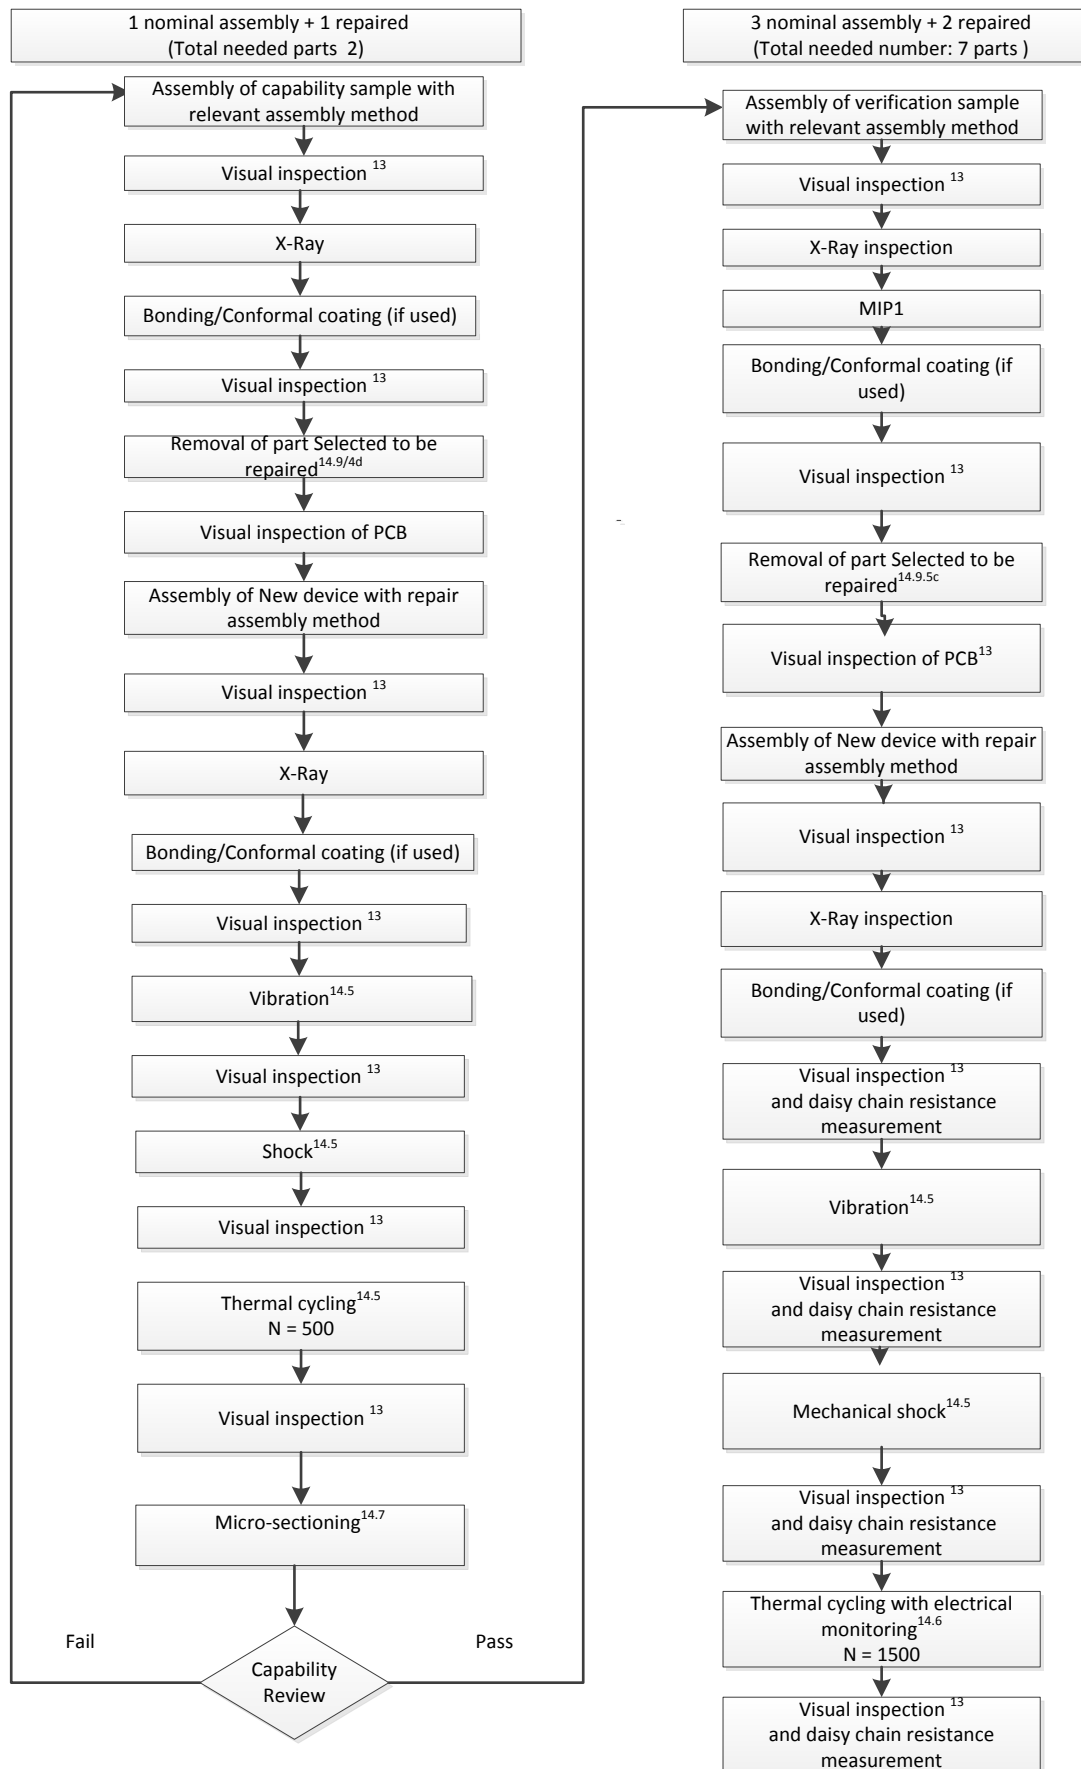 1 nominal assembly + 1 repaired
(Total needed parts  2)
Assembly of capability sample with
relevant assembly method
Visual inspection 13
X-Ray
Bonding/Conformal coating (if used)
Visual inspection 13
Removal of part Selected to be
repaired14.9/4d
Visual inspection of PCB
Assembly of New device with repair
assembly method
Visual inspection 13
X-Ray
Bonding/Conformal coating (if used)
Visual inspection 13
Vibration14.5
Visual inspection 13
Shock14.5
Visual inspection 13
Thermal cycling14.5
N = 500
Visual inspection 13
Micro-sectioning14.7
Fail
Capability
Review
Pass
3 nominal assembly + 2 repaired
(Total needed number: 7 parts )
Assembly of verification sample
with relevant assembly method
Visual inspection 13
X-Ray inspection
MIP1
Bonding/Conformal coating (if
used)
Visual inspection 13
Removal of part Selected to be
repaired14.9.5c
Visual inspection of PCB13
Assembly of New device with repair
assembly method
Visual inspection 13
X-Ray inspection
Bonding/Conformal coating (if
used)
Visual inspection 13
and daisy chain resistance
measurement
Vibration14.5
Visual inspection 13
and daisy chain resistance
measurement
Mechanical shock14.5
Visual inspection 13
and daisy chain resistance
measurement
Thermal cycling with electrical
monitoring14.6
N = 1500
Visual inspection 13
and daisy chain resistance
measurement